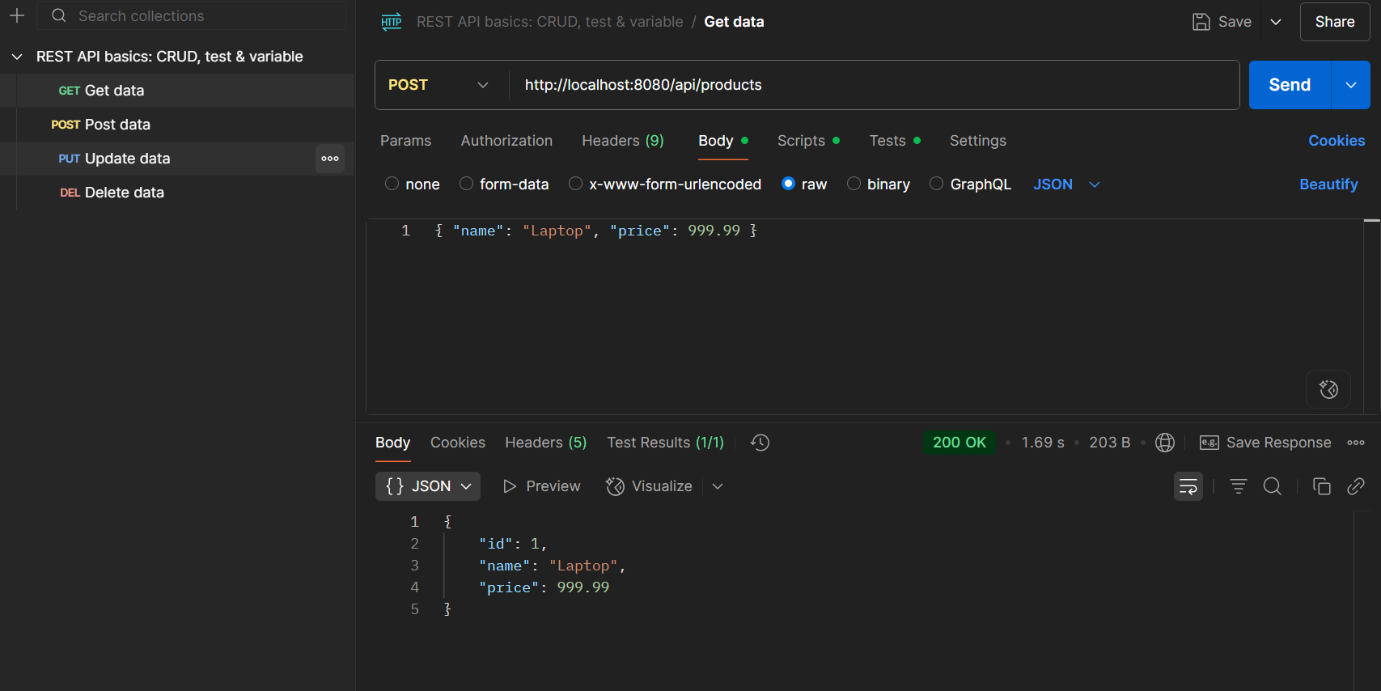 Search collections
REST API basics: CRUD, test & variable
GET Get data
POST Post data
PUT Update data
DEL Delete data
HTTP REST API basics: CRUD, test & variable / Get data
Save
Share
POST
http://localhost:8080/api/products
Send
Params Authorization Headers (9) Body Scripts Tests Settings
Cookies
none form-data x-www-form-urlencoded raw binary GraphQL JSON
Beautify
1 { "name": "Laptop", "price": 999.99 }
Body Cookies Headers (5) Test Results (1/1)
200 OK • 1.69 s • 203 B
e.g. Save Response
{} JSON Preview Visualize
1 {
2 "id": 1,
3 "name": "Laptop",
4 "price": 999.99
5 }